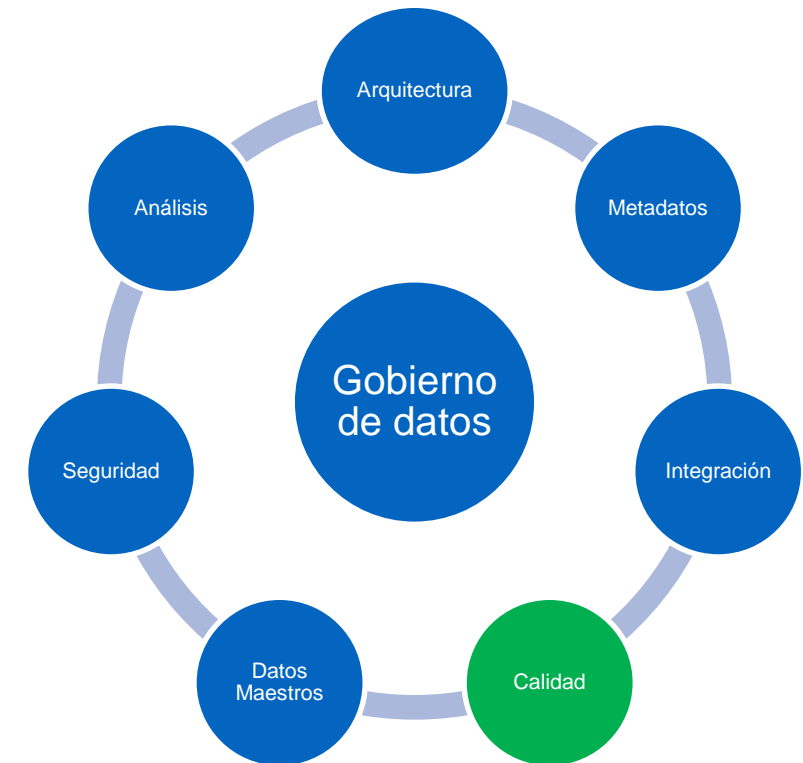 Arquitectura
Metadatos
Integración
Calidad
Datos
Maestros
Seguridad
Análisis
Gobierno
de datos